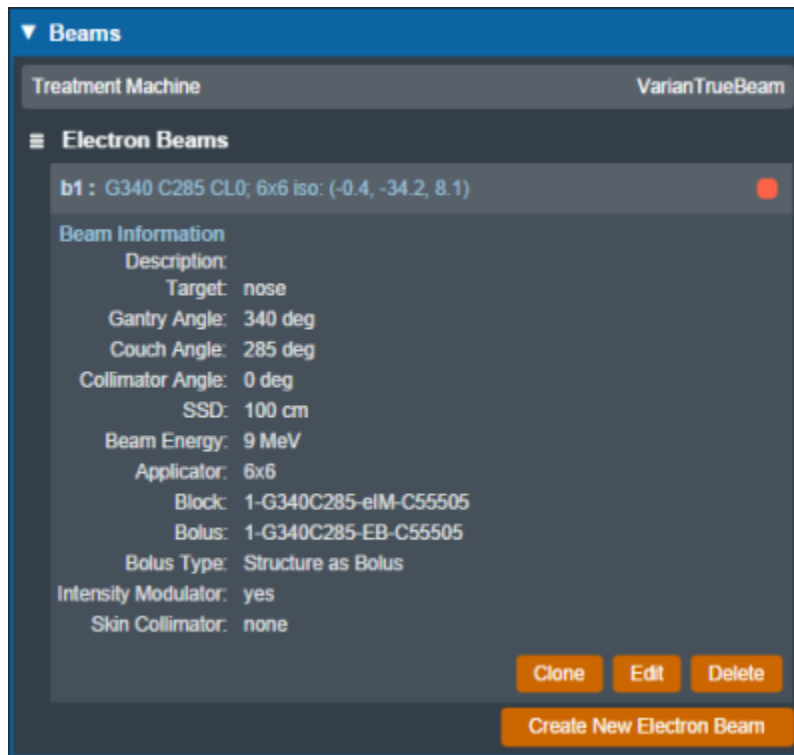 Beams
Treatment Machine VarianTrueBeam
Electron Beams
b1 : G340 C285 CL0; 6x6 iso: (-0.4, -34.2, 8.1)
Beam Information
Description:
Target: nose
Gantry Angle: 340 deg
Couch Angle: 285 deg
Collimator Angle: 0 deg
SSD: 100 cm
Beam Energy: 9 MeV
Applicator: 6x6
Block: 1-G340C285-eIM-C55505
Bolus: 1-G340C285-EB-C55505
Bolus Type: Structure as Bolus
Intensity Modulator: yes
Skin Collimator: none
Clone Edit Delete
Create New Electron Beam